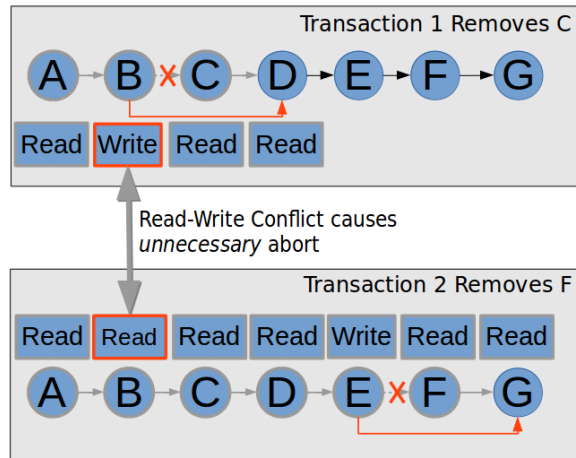 Transaction 1 Removes C
A B C D E F G
Read Write Read Read
Read-Write Conflict causes
unnecessary abort
Transaction 2 Removes F
Read Read Read Read Write Read Read
A B C D E F G